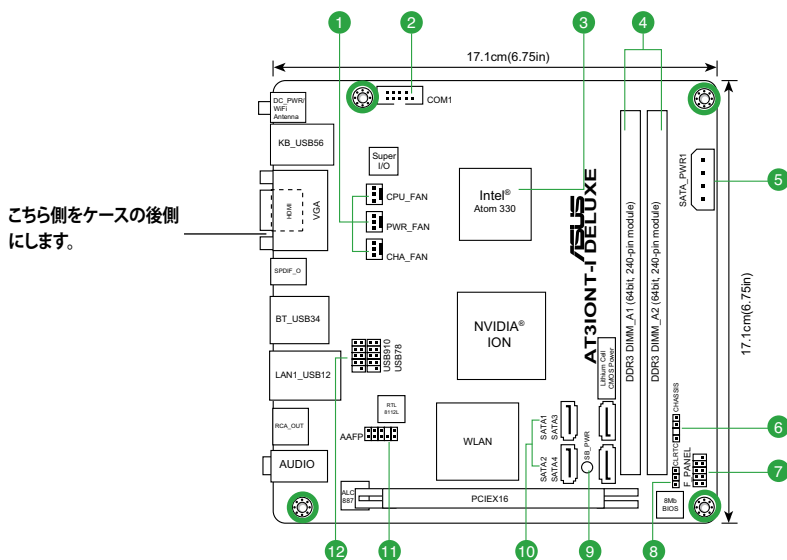 1
2
3
4
17.1cm(6.75in)
DC_PWR/
WiFi
Antenna
COM1
KB_USB56
Super
I/O
CPU_FAN
Intel®
Atom 330
SATA_PWR1
5
HDMI
VGA
PWR_FAN
こちら側をケースの後側
にします。
CHA_FAN
SPDIF_O
ASUS
AT3IONT-I DELUXE
DDR3 DIMM_A1 (64bit, 240-pin module)
DDR3 DIMM_A2 (64bit, 240-pin module)
17.1cm(6.75in)
BT_USB34
NVIDIA®
ION
USB910
USB78
LAN1_USB12
Lithium Cell
CMOS Power
RTL
8112L
CHASSIS
6
RCA_OUT
AAFP
WLAN
SATA1
SATA3
SATA2
SATA4
SB_PWR
CLRTC
F_PANEL
7
AUDIO
ALC
887
PCIEX16
8Mb
BIOS
12
11
10
9
8